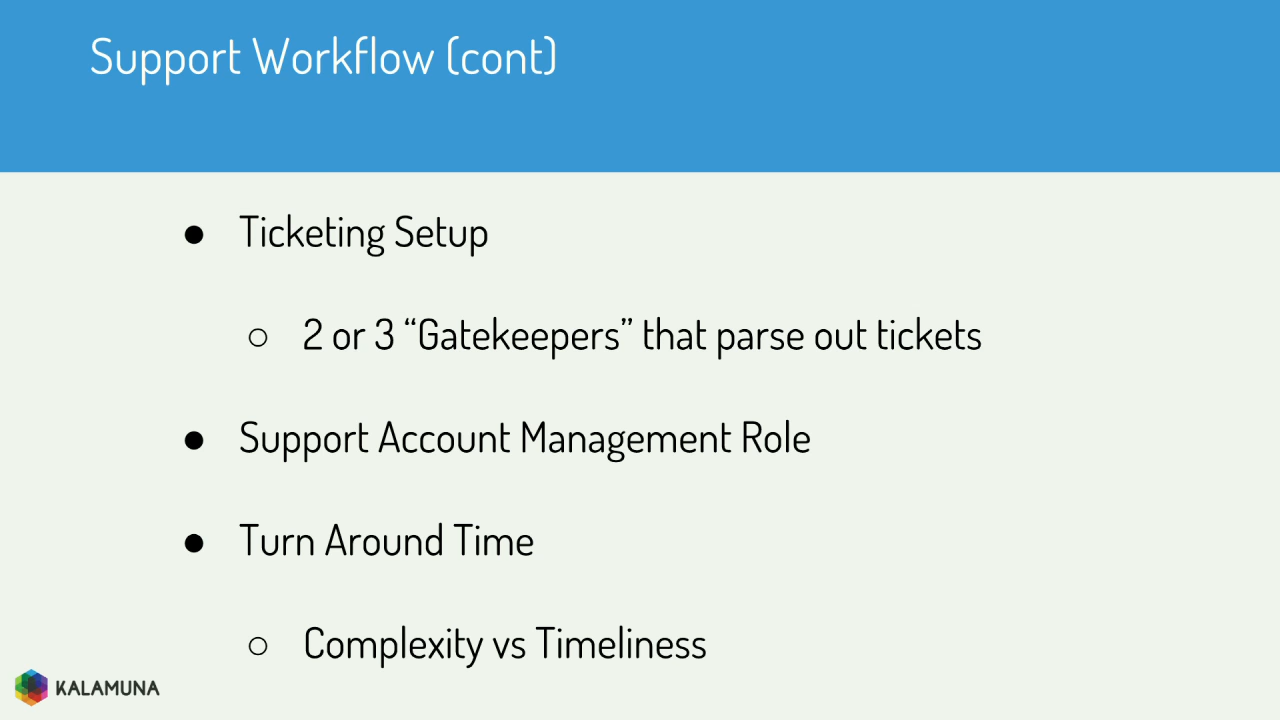 Support Workflow (cont)
● Ticketing Setup
○ 2 or 3 “Gatekeepers” that parse out tickets
● Support Account Management Role
● Turn Around Time
○ Complexity vs Timeliness
KALAMUNA